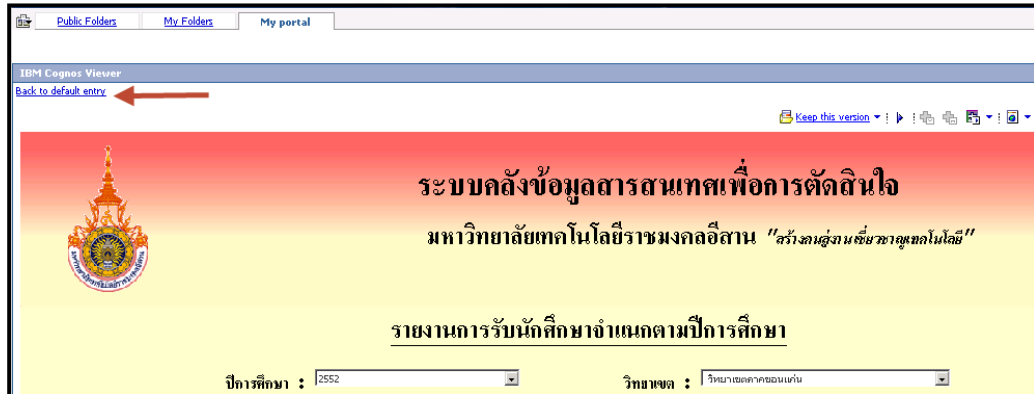 Public Folders My Folders My portal
IBM Cognos Viewer
Back to default entry
Keep this version
ระบบคลังข้อมูลสารสนเทศเพื่อการตัดสินใจ
มหาวิทยาลัยเทคโนโลยีราชมงคลอีสาน "สร้างคนสู่งานเชี่ยวชาญเทคโนโลยี"
รายงานการรับนักศึกษาจำแนกตามปีการศึกษา
ปีการศึกษา : 2552 วิทยาเขต : วิทยาเขตภาคขอนแก่น